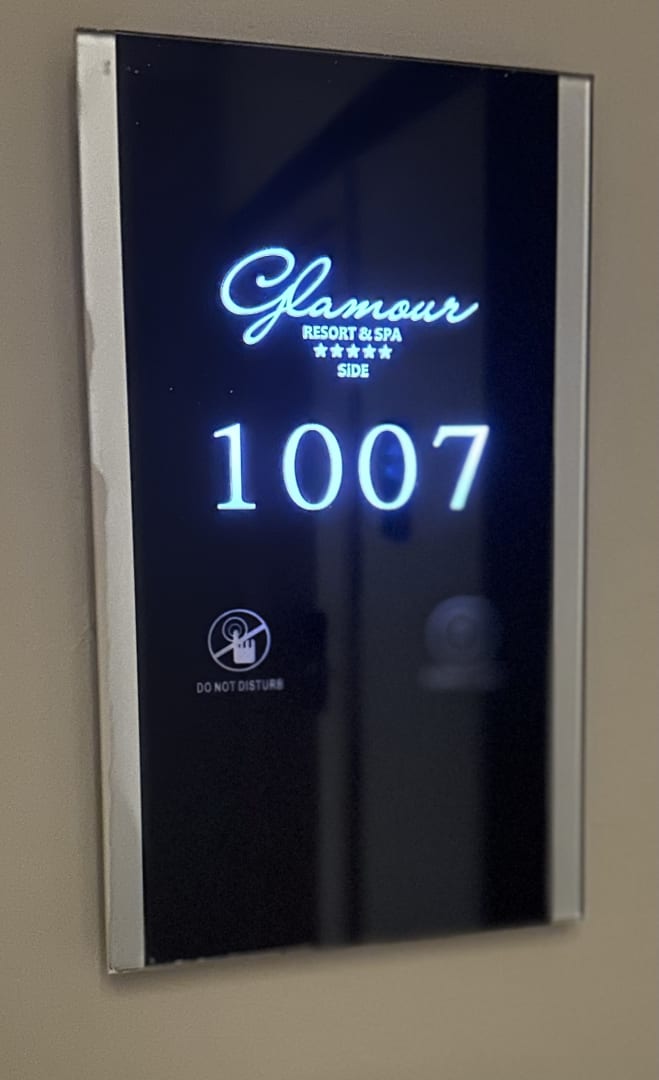 Glamour
RESORT & SPA
★★★★★
SiDE
1007
DO NOT DISTURB